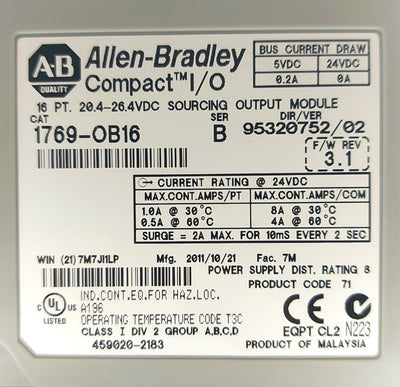 A·B QUALITY
Allen-Bradley
Compact™ I/O
BUS CURRENT DRAW
5VDC 24VDC
0.2A 0A
16 PT. 20.4-26.4VDC SOURCING OUTPUT MODULE
CAT SER DIR/VER
1769-OB16 B 95320752/02
F/W REV
3.1
CURRENT RATING @ 24VDC
MAX.CONT.AMPS/PT MAX.CONT.AMPS/COM
1.0A @ 30°C 8A @ 30°C
0.5A @ 60°C 4A @ 60°C
SURGE = 2A MAX. FOR 10mS EVERY 2 SEC
WIN (21) 7M7JI1LP Mfg. 2011/10/21 Fac. 7M
POWER SUPPLY DIST. RATING 8
PRODUCT CODE 71
C UL US LISTED
IND.CONT.EQ.FOR HAZ.LOC.
A196
OPERATING TEMPERATURE CODE T3C
CLASS I DIV 2 GROUP A,B,C,D
459020-2183
CE
C N223
EQPT CL2
PRODUCT OF MALAYSIA